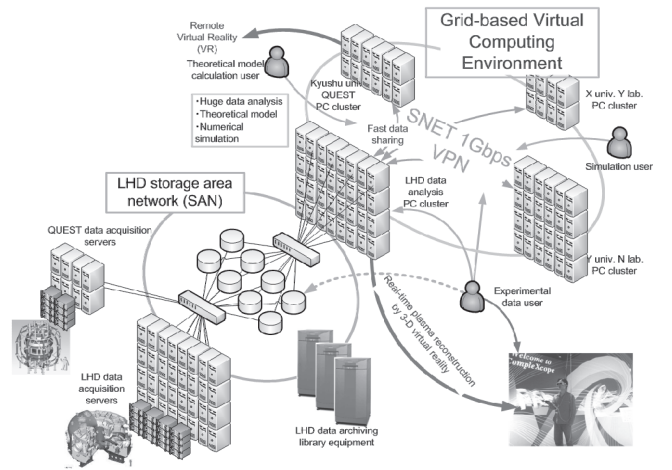 Remote
Virtual Reality
(VR)
Theoretical model
calculation user
Grid-based Virtual
Computing
Environment
Kyushu univ.
QUEST
PC cluster
X univ. Y lab.
PC cluster
• Huge data analysis
• Theoretical model
• Numerical
simulation
Fast data
sharing
SNET 1Gbps
VPN
Simulation user
LHD storage area
network (SAN)
LHD data
analysis
PC cluster
QUEST data acquisition
servers
Y univ. N lab.
PC cluster
Experimental
data user
Real-time plasma reconstruction
by 3-D virtual reality
Welcome to
CompleXcope
LHD data
acquisition
servers
LHD data archiving
library equipment